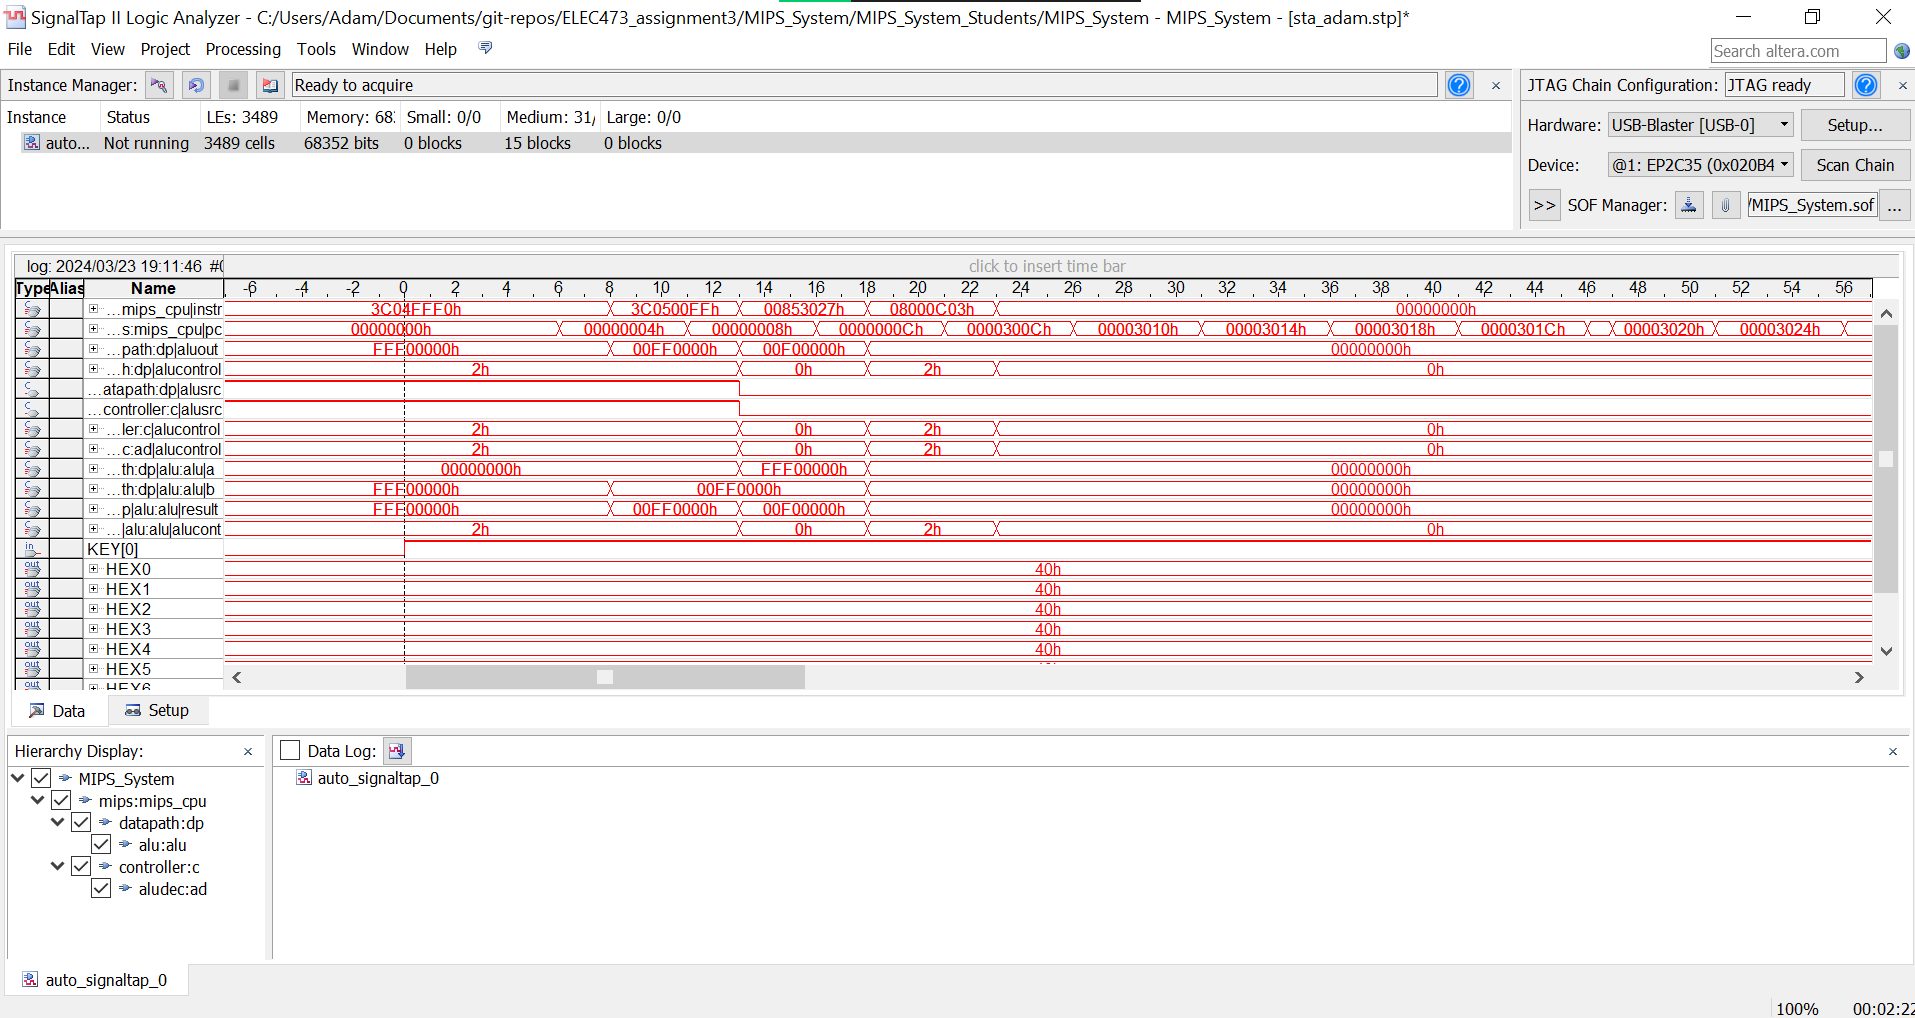 SignalTap II Logic Analyzer - C:/Users/Adam/Documents/git-repos/ELEC473_assignment3/MIPS_System/MIPS_System_Students/MIPS_System - MIPS_System - [sta_adam.stp]*
File Edit View Project Processing Tools Window Help
Search altera.com
Instance Manager: Ready to acquire
Instance Status LEs: 3489 Memory: 68 Small: 0/0 Medium: 31/ Large: 0/0
auto... Not running 3489 cells 68352 bits 0 blocks 15 blocks 0 blocks
JTAG Chain Configuration: JTAG ready
Hardware: USB-Blaster [USB-0] Setup...
Device: @1: EP2C35 (0x020B4 Scan Chain
>> SOF Manager: /MIPS_System.sof ...
log: 2024/03/23 19:11:46 #0 click to insert time bar
Type Alias Name -6 -4 -2 0 2 4 6 8 10 12 14 16 18 20 22 24 26 28 30 32 34 36 38 40 42 44 46 48 50 52 54 56
...mips_cpu|instr 3C04FFF0h 3C0500FFh 00853027h 08000C03h 00000000h
...s:mips_cpu|pc 00000000h 00000004h 00000008h 0000000Ch 0000300Ch 00003010h 00003014h 00003018h 0000301Ch 00003020h 00003024h
...path:dp|aluout FFF00000h 00FF0000h 00F00000h 00000000h
...h:dp|alucontrol 2h 0h 2h 0h
...atapath:dp|alusrc
...controller:c|alusrc
...ler:c|alucontrol 2h 0h 2h 0h
...c:ad|alucontrol 2h 0h 2h 0h
...th:dp|alu:alu|a 00000000h FFF00000h 00000000h
...th:dp|alu:alu|b FFF00000h 00FF0000h 00000000h
...p|alu:alu|result FFF00000h 00FF0000h 00F00000h 00000000h
...|alu:alu|alucont 2h 0h 2h 0h
KEY[0]
HEX0 40h
HEX1 40h
HEX2 40h
HEX3 40h
HEX4 40h
HEX5
HEX6
Data Setup
Hierarchy Display:
MIPS_System
mips:mips_cpu
datapath:dp
alu:alu
controller:c
aludec:ad
Data Log:
auto_signaltap_0
auto_signaltap_0
100% 00:02:22